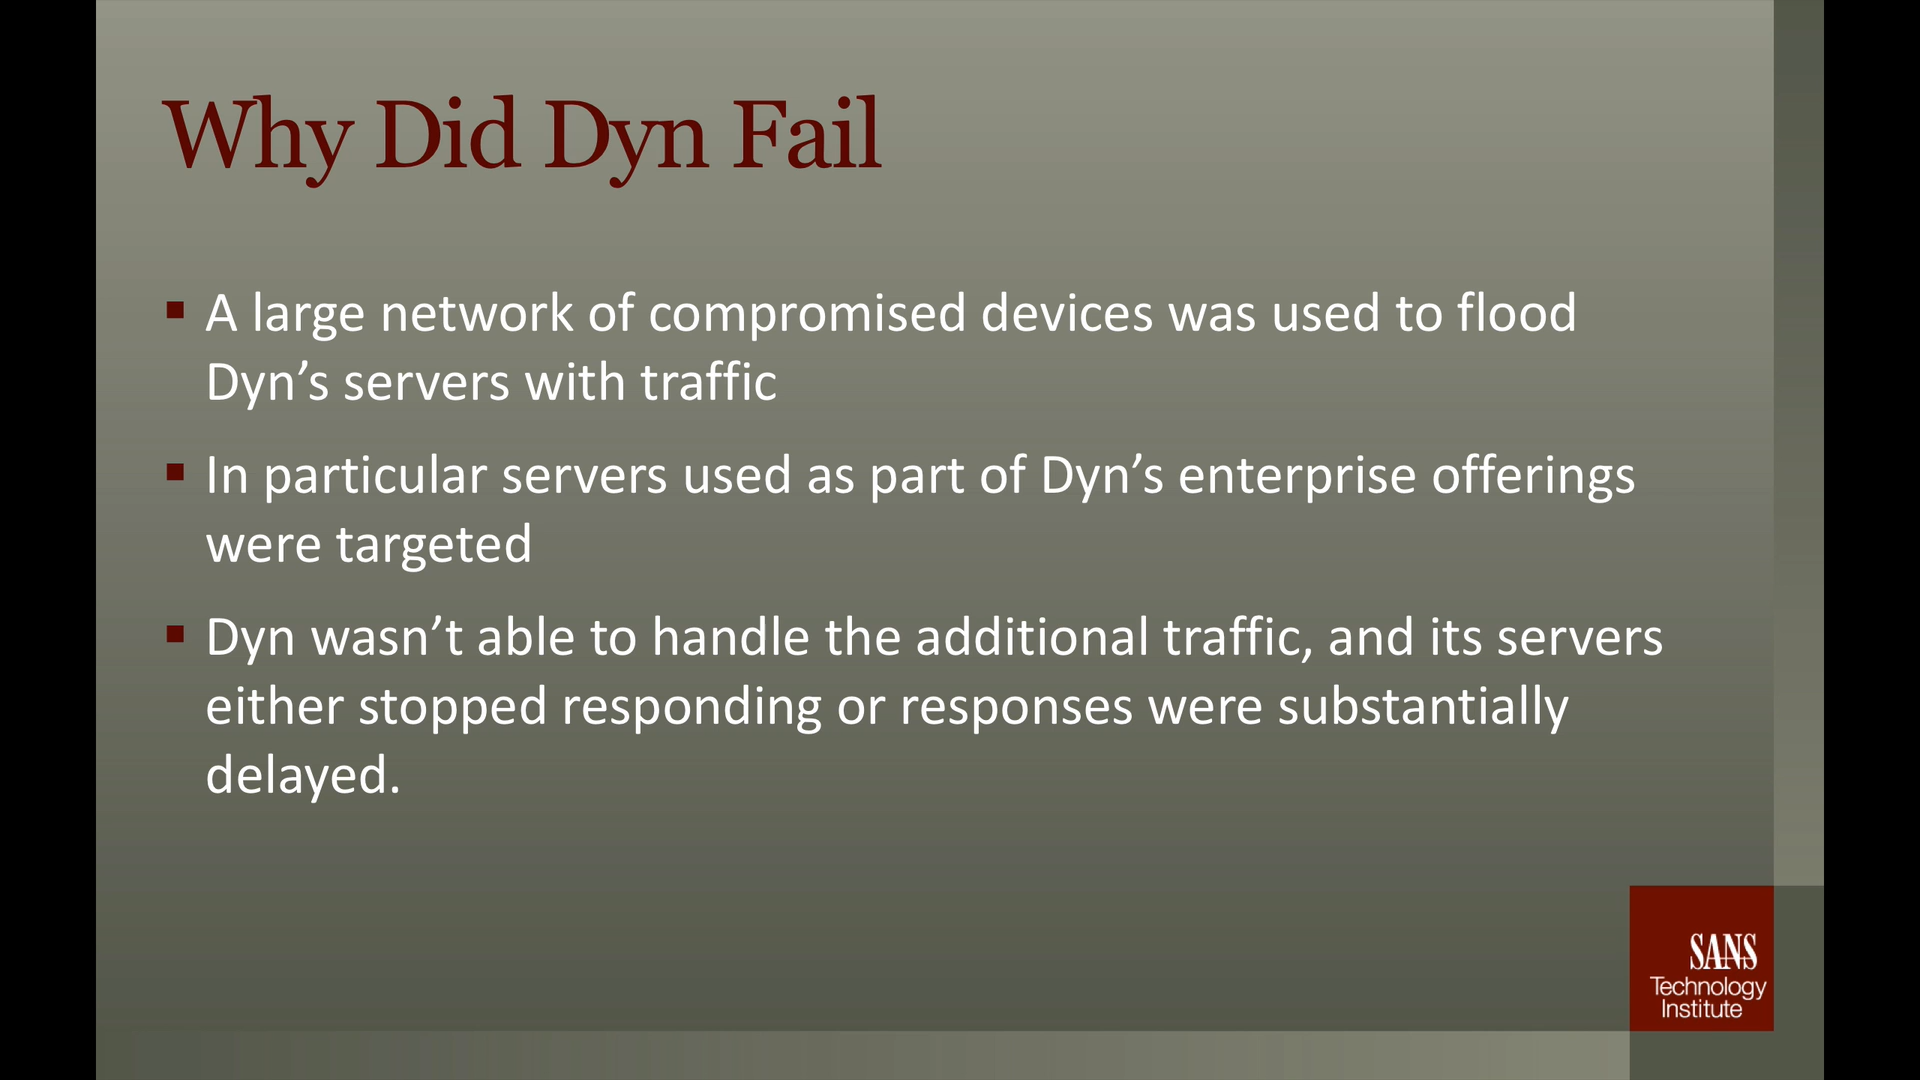 Why Did Dyn Fail
▪ A large network of compromised devices was used to flood
Dyn’s servers with traffic
▪ In particular servers used as part of Dyn’s enterprise offerings
were targeted
▪ Dyn wasn’t able to handle the additional traffic, and its servers
either stopped responding or responses were substantially
delayed.
SANS
Technology
Institute